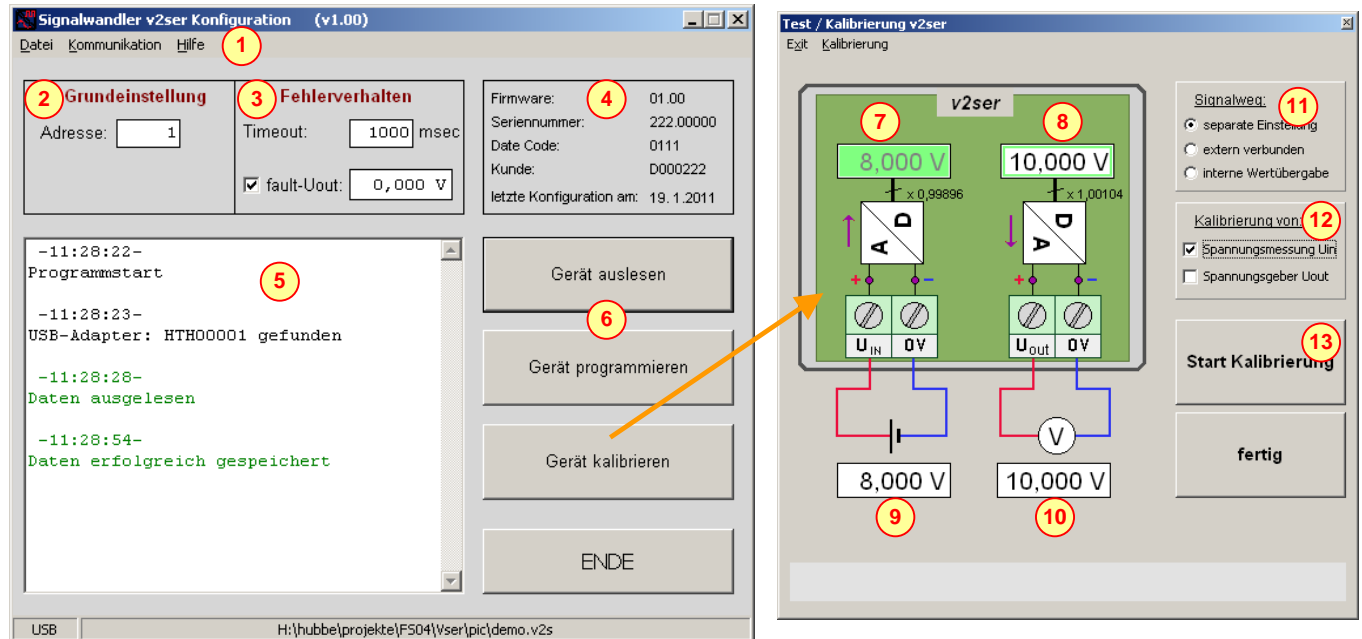 Signalwandler v2ser Konfiguration (v1.00)
Datei Kommunikation Hilfe
1
2 Grundeinstellung
Adresse: 1
3 Fehlerverhalten
Timeout: 1000 msec
fault-Uout: 0,000 V
4
Firmware: 01.00
Seriennummer: 222.00000
Date Code: 0111
Kunde: D000222
letzte Konfiguration am: 19. 1.2011
-11:28:22-
Programmstart
5
-11:28:23-
USB-Adapter: HTH00001 gefunden
-11:28:28-
Daten ausgelesen
-11:28:54-
Daten erfolgreich gespeichert
Gerät auslesen
6
Gerät programmieren
Gerät kalibrieren
ENDE
USB H:\hubbe\projekte\FS04\Vser\pic\demo.v2s
Test / Kalibrierung v2ser
Exit Kalibrierung
v2ser
7 8
8,000 V 10,000 V
x 0,99896 x 1,00104
D D
A A
+ − + −
UIN 0V Uout 0V
V
8,000 V 10,000 V
9 10
Signalweg: 11
separate Einstellung
extern verbunden
interne Wertübergabe
Kalibrierung von: 12
Spannungsmessung Uin
Spannungsgeber Uout
13
Start Kalibrierung
fertig